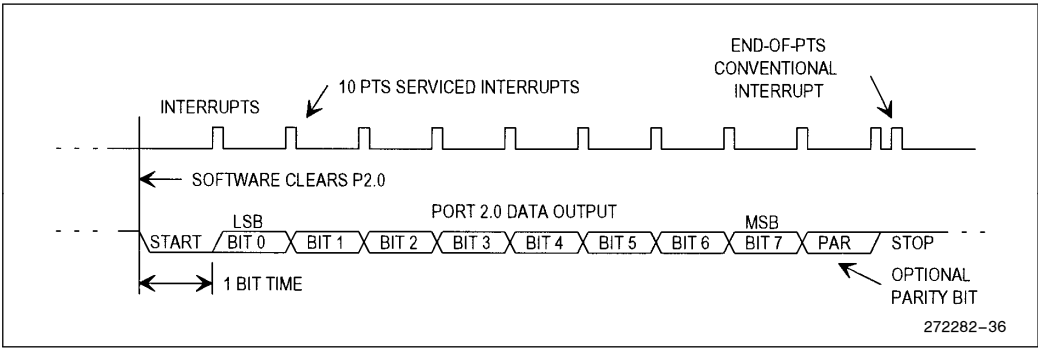 END-OF-PTS
CONVENTIONAL
INTERRUPT
10 PTS SERVICED INTERRUPTS
INTERRUPTS
SOFTWARE CLEARS P2.0
PORT 2.0 DATA OUTPUT
LSB
MSB
START
BIT 0
BIT 1
BIT 2
BIT 3
BIT 4
BIT 5
BIT 6
BIT 7
PAR
STOP
1 BIT TIME
OPTIONAL
PARITY BIT
272282–36